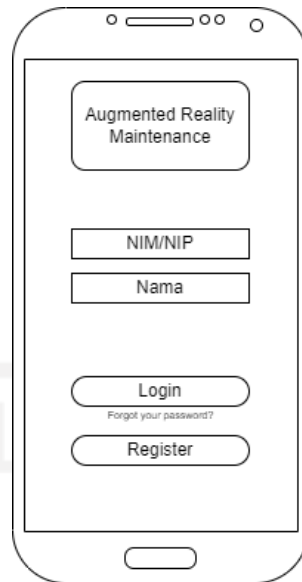 Augmented Reality
Maintenance
NIM/NIP
Nama
Login
Forgot your password?
Register